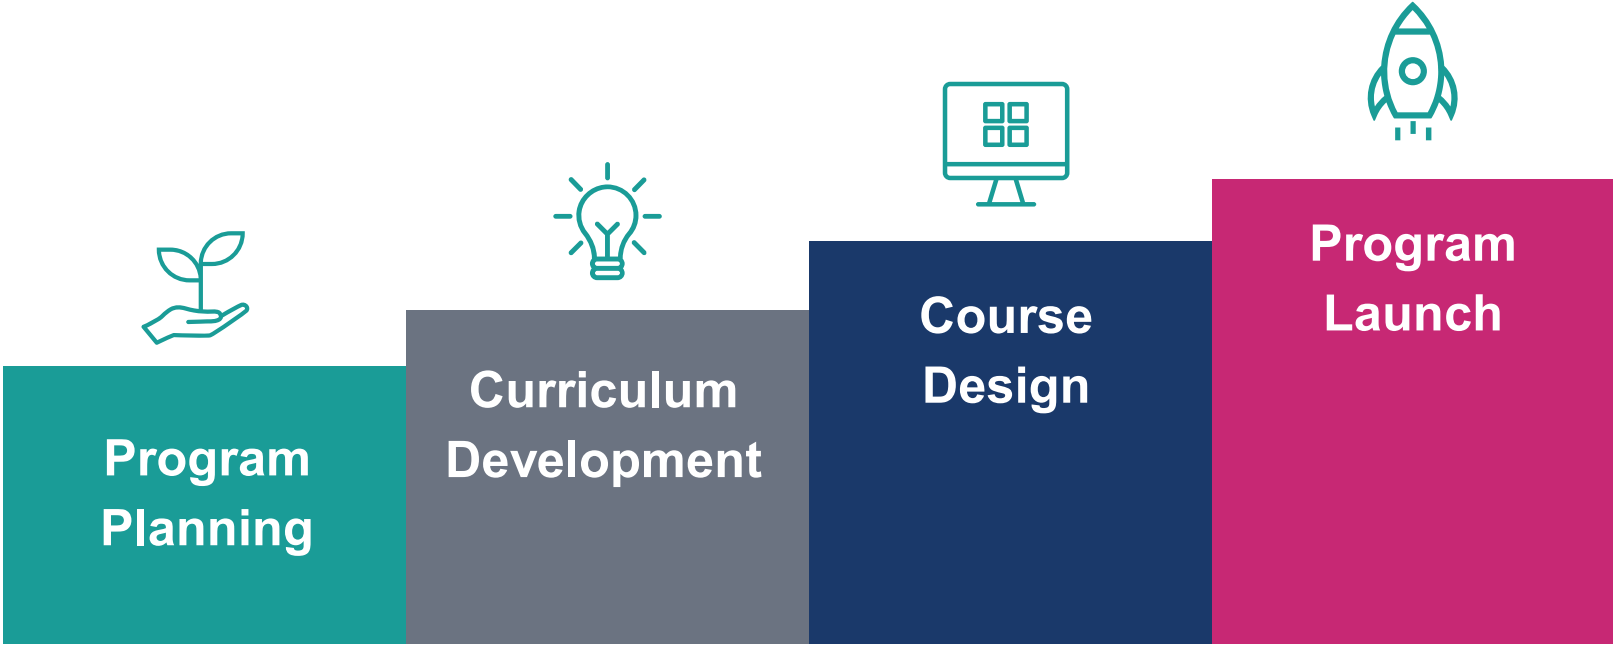 Program
Planning
Curriculum
Development
Course
Design
Program
Launch